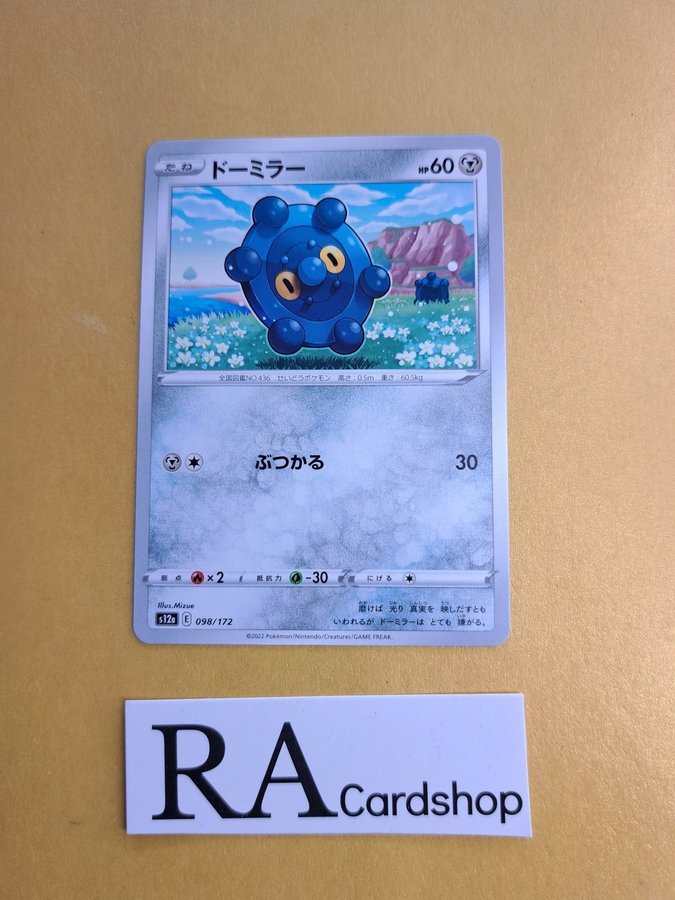 たね ドーミラー HP60
全国図鑑NO.436 せいどうポケモン 高さ:0.5m 重さ:60.5kg
ぶつかる 30
弱点 ×2 抵抗力 -30 にげる
Illus.Mizue
磨けば 光り 真実を 映しだすとも
いわれるが ドーミラーは とても 嫌がる。
s12a E 098/172
©2022 Pokémon/Nintendo/Creatures/GAME FREAK.
RA Cardshop